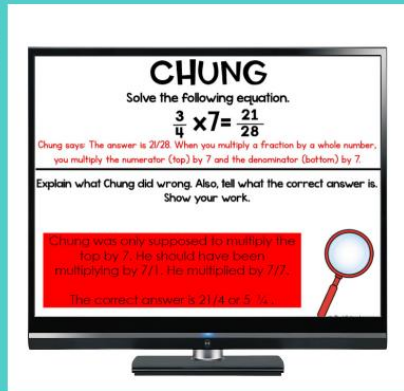 CHUNG
Solve the following equation.
3/4 x7= 21/28
Chung says: The answer is 21/28. When you multiply a fraction by a whole number,
you multiply the numerator (top) by 7 and the denominator (bottom) by 7.
Explain what Chung did wrong. Also, tell what the correct answer is.
Show your work.
Chung was only supposed to multiply the
top by 7. He should have been
multiplying by 7/1. He multiplied by 7/7.
The correct answer is 21/4 or 5 ¼ .